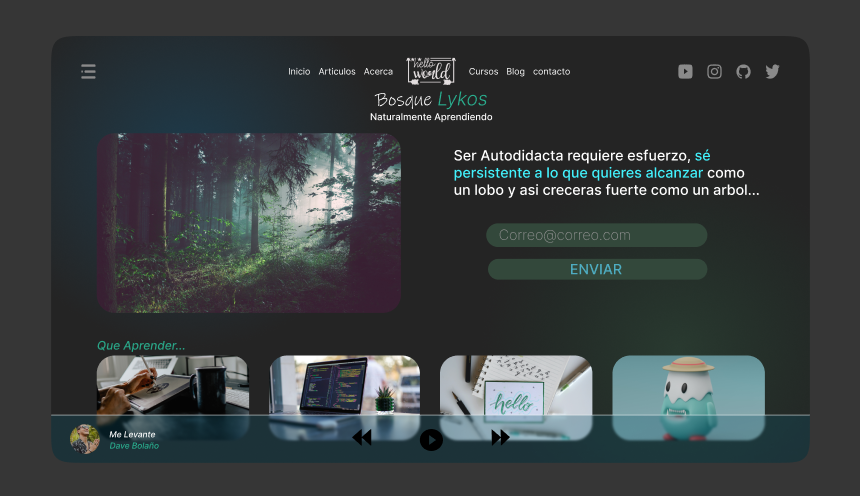 Inicio Articulos Acerca hello world Cursos Blog contacto
Bosque Lykos
Naturalmente Aprendiendo
Ser Autodidacta requiere esfuerzo, sé
persistente a lo que quieres alcanzar como
un lobo y asi creceras fuerte como un arbol...
Correo@correo.com
ENVIAR
Que Aprender...
hello
Me Levante
Dave Bolaño